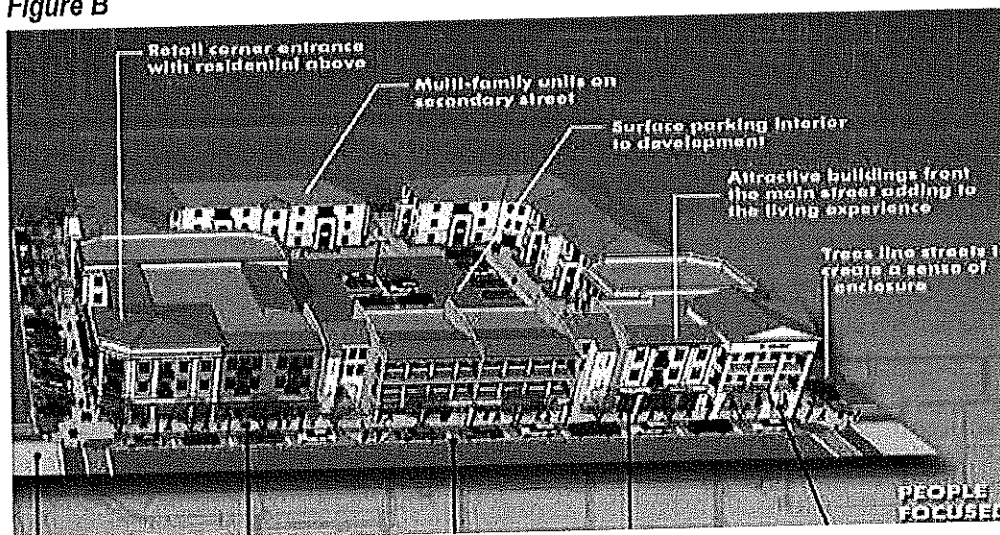 Figure B
Retail corner entrance
with residential above
Multi-family units on
secondary street
Surface parking interior
to development
Attractive buildings front
the main street adding to
the living experience
Trees line streets t
create a sense of
enclosure
PEOPLE
FOCUSED